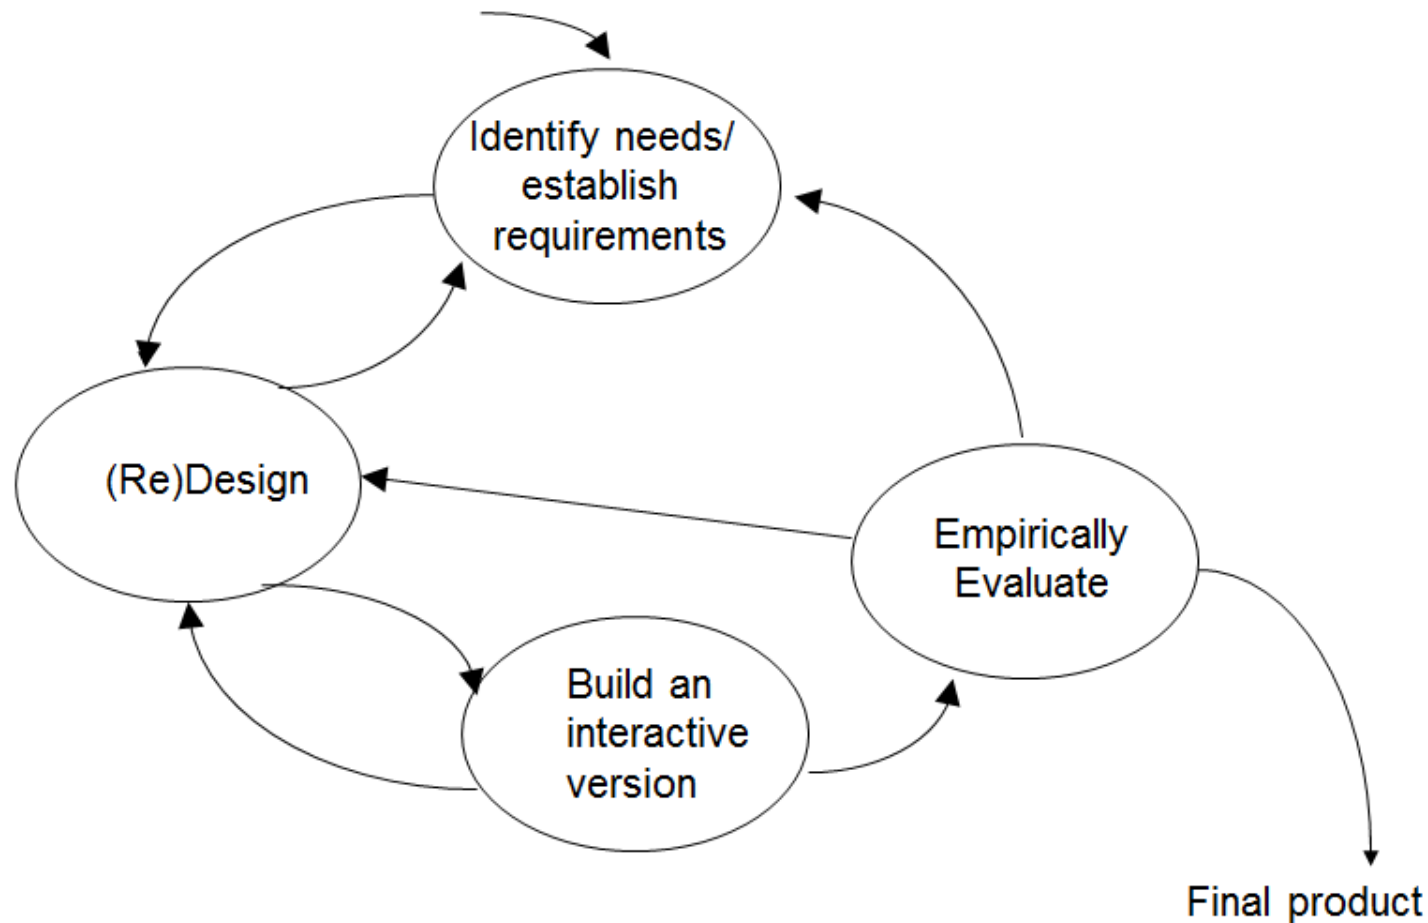 Identify needs/
establish
requirements
(Re)Design
Empirically
Evaluate
Build an
interactive
version
Final product